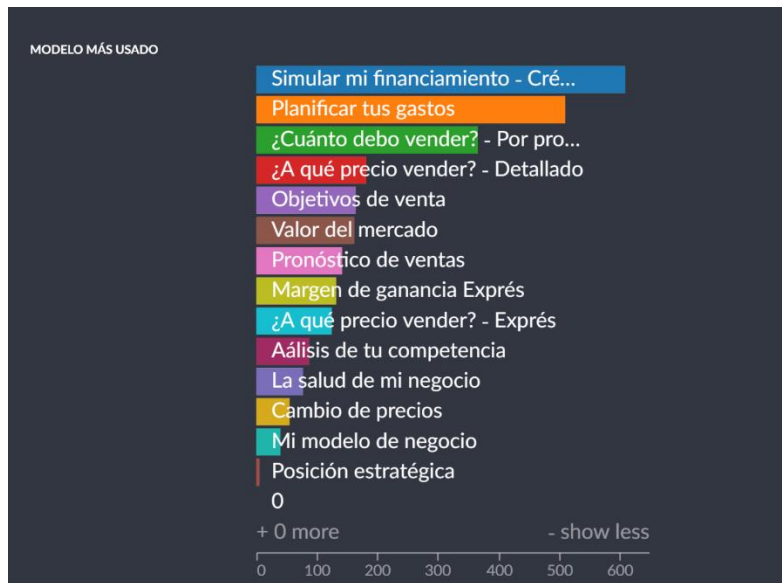 MODELO MÁS USADO
Simular mi financiamiento - Cré...
Planificar tus gastos
¿Cuánto debo vender? - Por pro...
¿A qué precio vender? - Detallado
Objetivos de venta
Valor del mercado
Pronóstico de ventas
Margen de ganancia Exprés
¿A qué precio vender? - Exprés
Aálisis de tu competencia
La salud de mi negocio
Cambio de precios
Mi modelo de negocio
Posición estratégica
0
+ 0 more - show less
0 100 200 300 400 500 600